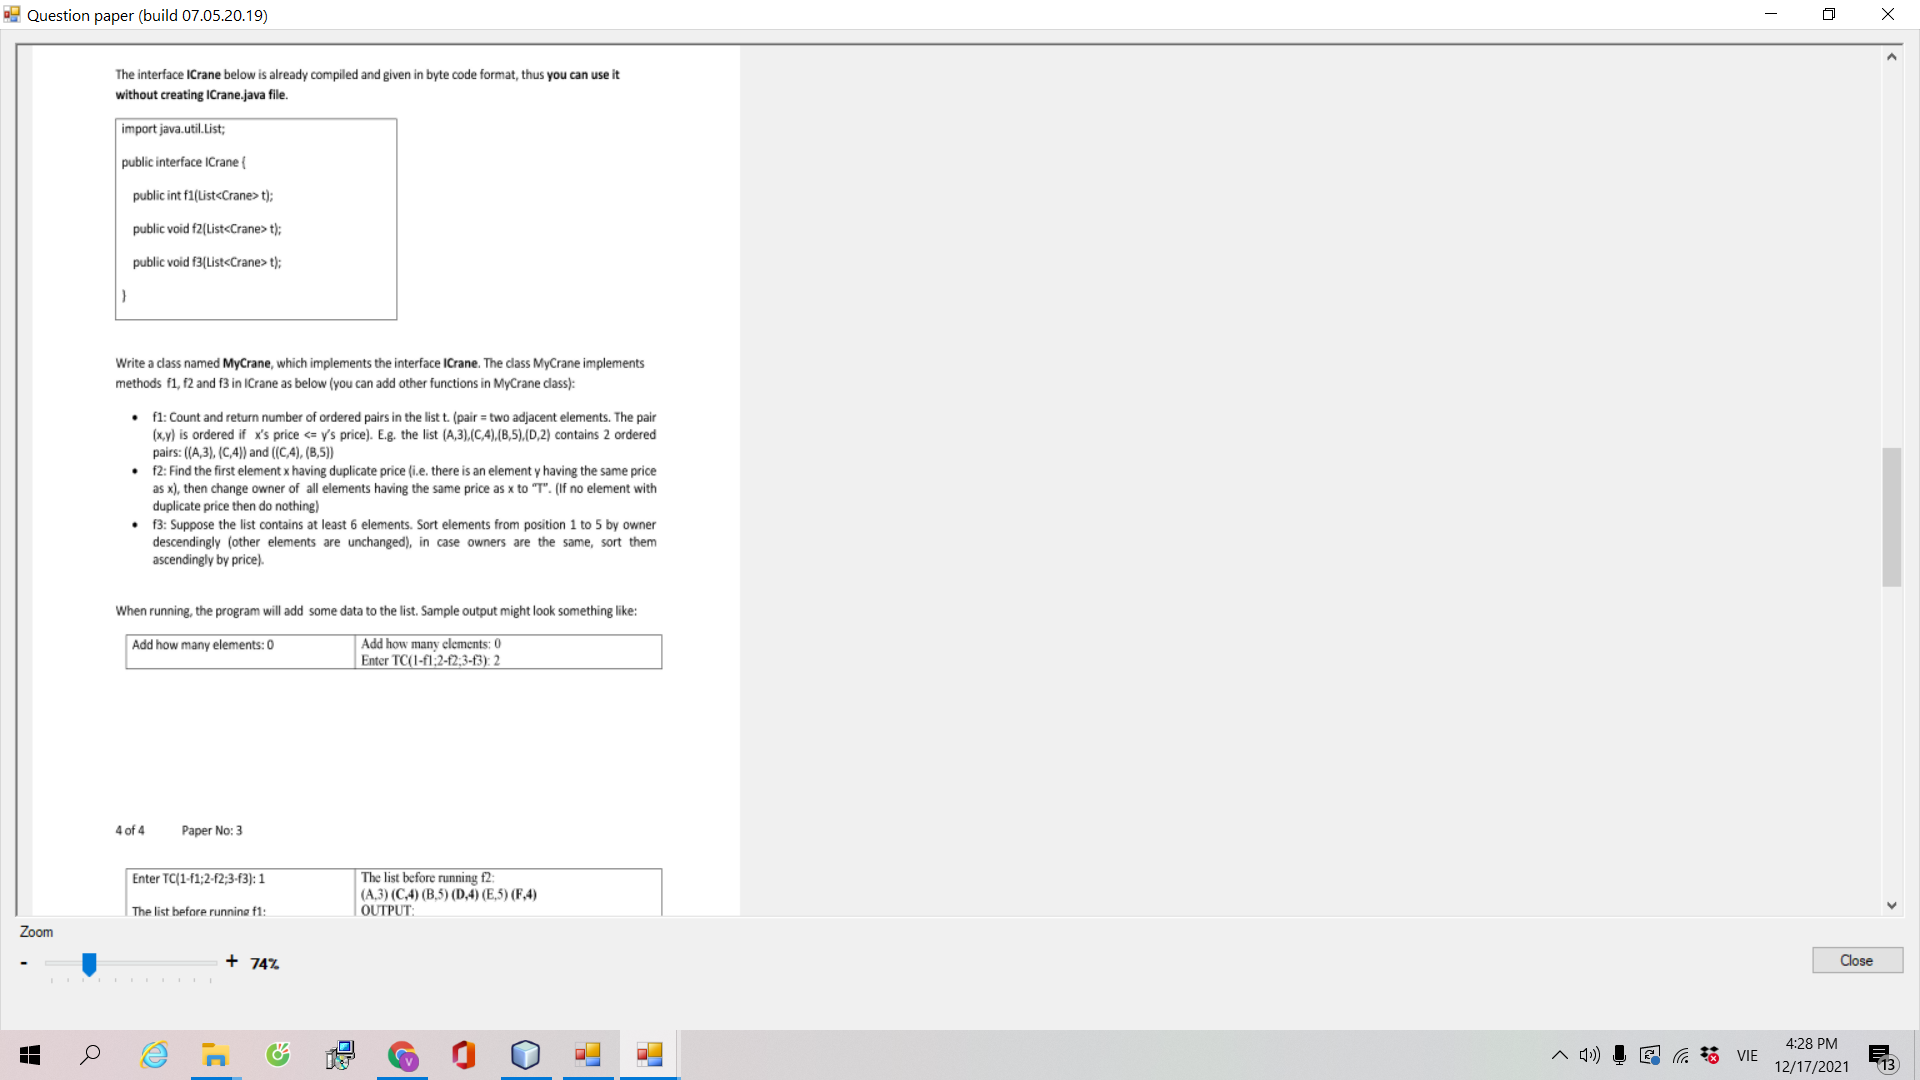 Question paper (build 07.05.20.19)
The interface ICrane below is already compiled and given in byte code format, thus you can use it
without creating ICrane.java file.
import java.util.List;
public interface ICrane {
public int f1(List<Crane> t);
public void f2(List<Crane> t);
public void f3(List<Crane> t);
}
Write a class named MyCrane, which implements the interface ICrane. The class MyCrane implements
methods f1, f2 and f3 in ICrane as below (you can add other functions in MyCrane class):
• f1: Count and return number of ordered pairs in the list t. (pair = two adjacent elements. The pair
(x,y) is ordered if x's price <= y's price). E.g. the list (A,3),(C,4),(B,5),(D,2) contains 2 ordered
pairs: ((A,3), (C,4)) and ((C,4), (B,5))
• f2: Find the first element x having duplicate price (i.e. there is an element y having the same price
as x), then change owner of all elements having the same price as x to "T". (If no element with
duplicate price then do nothing)
• f3: Suppose the list contains at least 6 elements. Sort elements from position 1 to 5 by owner
descendingly (other elements are unchanged), in case owners are the same, sort them
ascendingly by price).
When running, the program will add some data to the list. Sample output might look something like:
Add how many elements: 0
Add how many elements: 0
Enter TC(1-f1;2-f2;3-f3): 2
4 of 4 Paper No: 3
Enter TC(1-f1;2-f2;3-f3): 1
The list before running f1:
The list before running f2:
(A,3) (C,4) (B,5) (D,4) (E,5) (F,4)
OUTPUT:
Zoom
- + 74%
Close
VIE
4:28 PM
12/17/2021
13